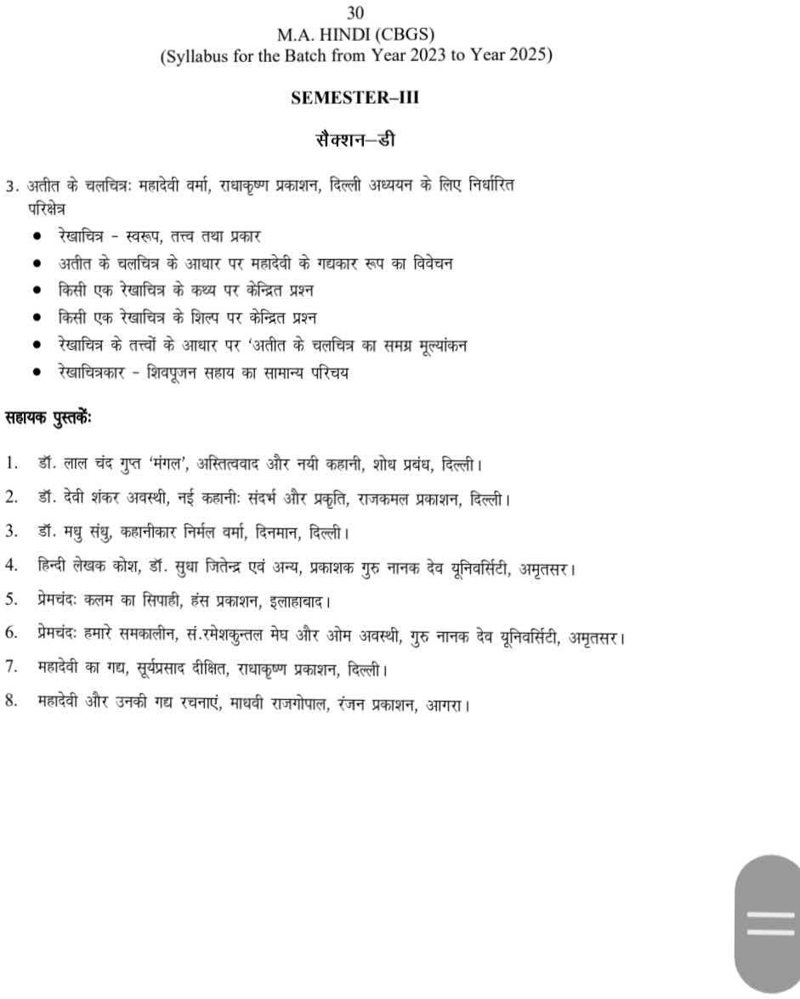 30
M.A. HINDI (CBGS)
(Syllabus for the Batch from Year 2023 to Year 2025)
SEMESTER–III
सैक्शन–डी
3. अतीत के चलचित्र: महादेवी वर्मा, राधाकृष्ण प्रकाशन, दिल्ली अध्ययन के लिए निर्धारित
परिक्षेत्र
• रेखाचित्र - स्वरूप, तत्त्व तथा प्रकार
• अतीत के चलचित्र के आधार पर महादेवी के गद्यकार रूप का विवेचन
• किसी एक रेखाचित्र के कथ्य पर केन्द्रित प्रश्न
• किसी एक रेखाचित्र के शिल्प पर केन्द्रित प्रश्न
• रेखाचित्र के तत्त्वों के आधार पर ‘अतीत के चलचित्र का समग्र मूल्यांकन
• रेखाचित्रकार - शिवपूजन सहाय का सामान्य परिचय
सहायक पुस्तकें:
1. डॉ. लाल चंद गुप्त ‘मंगल’, अस्तित्ववाद और नयी कहानी, शोध प्रबंध, दिल्ली।
2. डॉ. देवी शंकर अवस्थी, नई कहानी: संदर्भ और प्रकृति, राजकमल प्रकाशन, दिल्ली।
3. डॉ. मधु संधु, कहानीकार निर्मल वर्मा, दिनमान, दिल्ली।
4. हिन्दी लेखक कोश, डॉ. सुधा जितेन्द्र एवं अन्य, प्रकाशक गुरु नानक देव यूनिवर्सिटी, अमृतसर।
5. प्रेमचंद: कलम का सिपाही, हंस प्रकाशन, इलाहाबाद।
6. प्रेमचंद: हमारे समकालीन, सं.रमेशकुन्तल मेघ और ओम अवस्थी, गुरु नानक देव यूनिवर्सिटी, अमृतसर।
7. महादेवी का गद्य, सूर्यप्रसाद दीक्षित, राधाकृष्ण प्रकाशन, दिल्ली।
8. महादेवी और उनकी गद्य रचनाएं, माधवी राजगोपाल, रंजन प्रकाशन, आगरा।